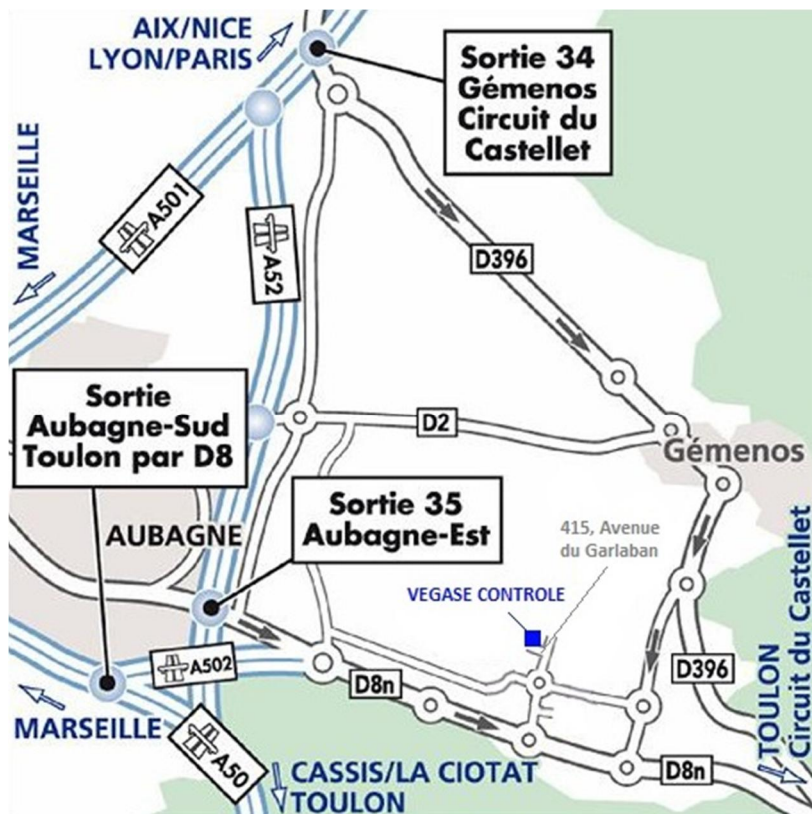 AIX/NICE
LYON/PARIS
Sortie 34
Gémenos
Circuit du
Castellet
MARSEILLE
A501
A52
D396
Sortie
Aubagne-Sud
Toulon par D8
D2
Gémenos
Sortie 35
Aubagne-Est
AUBAGNE
415, Avenue
du Garlaban
VEGASE CONTROLE
A502
D8n
D396
MARSEILLE
A50
CASSIS/LA CIOTAT
TOULON
D8n
TOULON
Circuit du Castellet